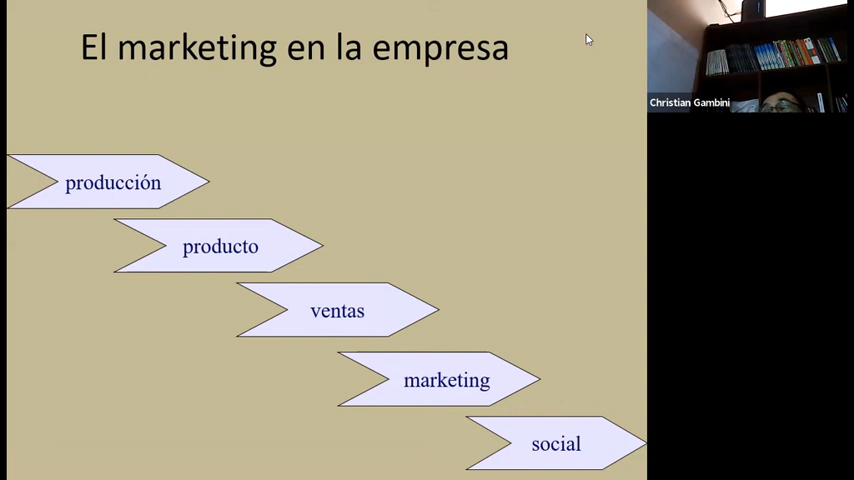 El marketing en la empresa
Christian Gambini
producción
producto
ventas
marketing
social